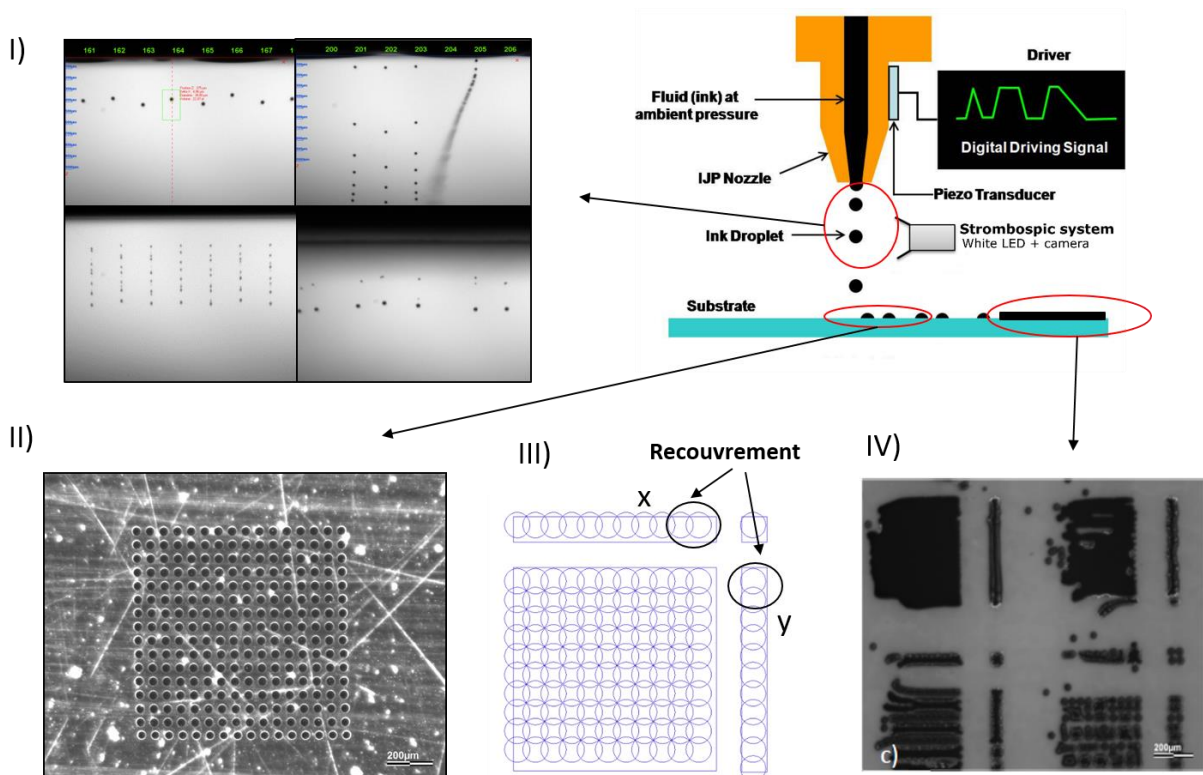 I)
161 162 163 164 165 166 167
200 201 202 203 204 205 206
Driver
Fluid (ink) at
ambient pressure
Digital Driving Signal
IJP Nozzle
Piezo Transducer
Ink Droplet
Strombospic system
White LED + camera
Substrate
II)
200µm
III)
Recouvrement
x
y
IV)
c)
200µm